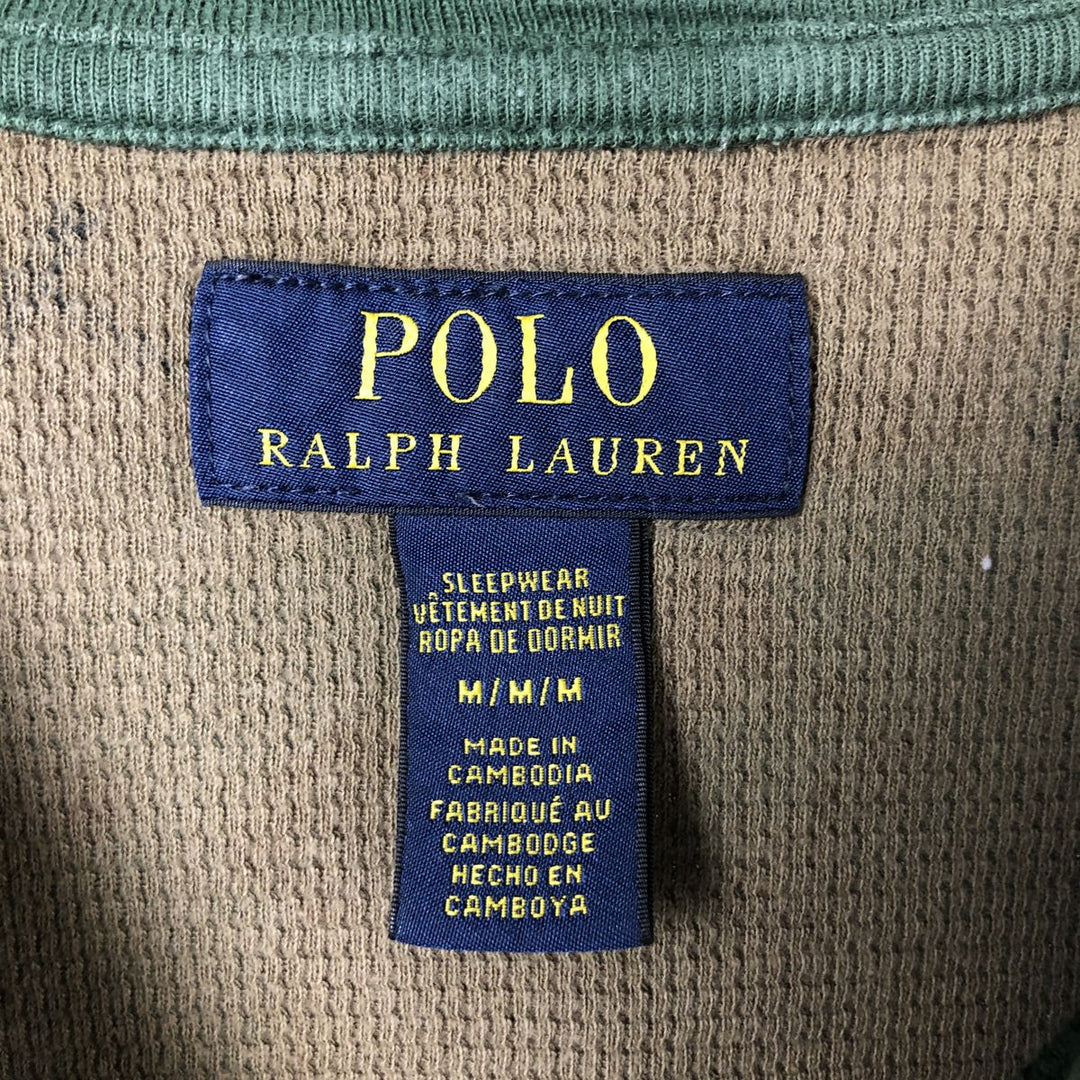 POLO
RALPH LAUREN
SLEEPWEAR
VÊTEMENT DE NUIT
ROPA DE DORMIR
M/M/M
MADE IN
CAMBODIA
FABRIQUÉ AU
CAMBODGE
HECHO EN
CAMBOYA